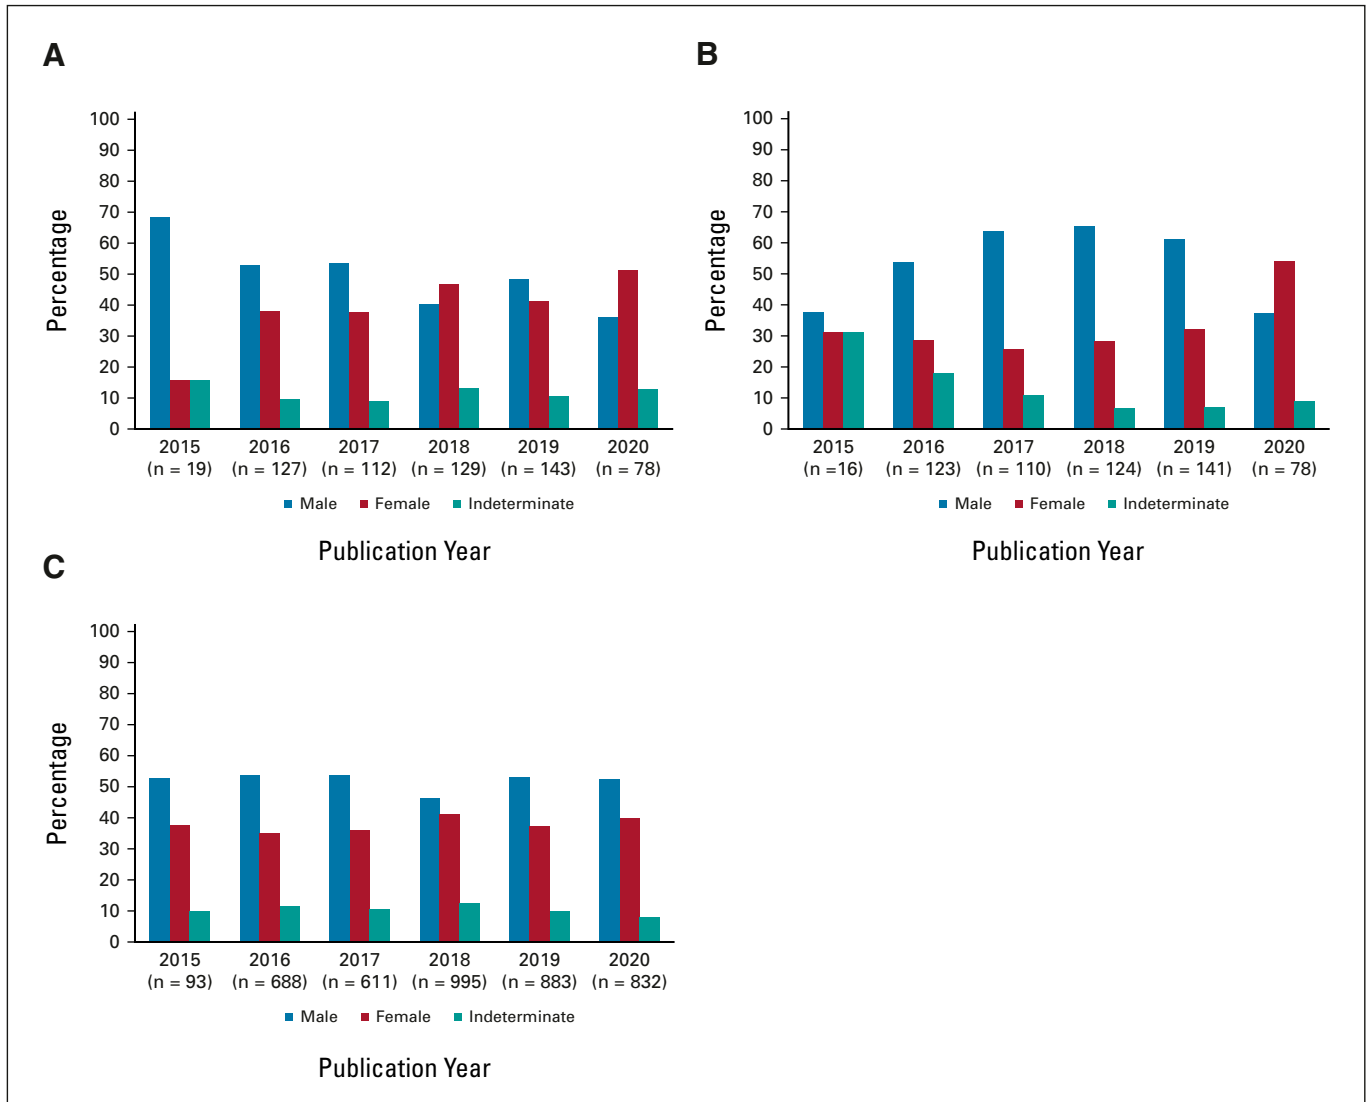 A
Percentage
100
90
80
70
60
50
40
30
20
10
0
2015 2016 2017 2018 2019 2020
(n = 19) (n = 127) (n = 112) (n = 129) (n = 143) (n = 78)
Male Female Indeterminate
Publication Year
B
Percentage
100
90
80
70
60
50
40
30
20
10
0
2015 2016 2017 2018 2019 2020
(n =16) (n = 123) (n = 110) (n = 124) (n = 141) (n = 78)
Male Female Indeterminate
Publication Year
C
Percentage
100
90
80
70
60
50
40
30
20
10
0
2015 2016 2017 2018 2019 2020
(n = 93) (n = 688) (n = 611) (n = 995) (n = 883) (n = 832)
Male Female Indeterminate
Publication Year